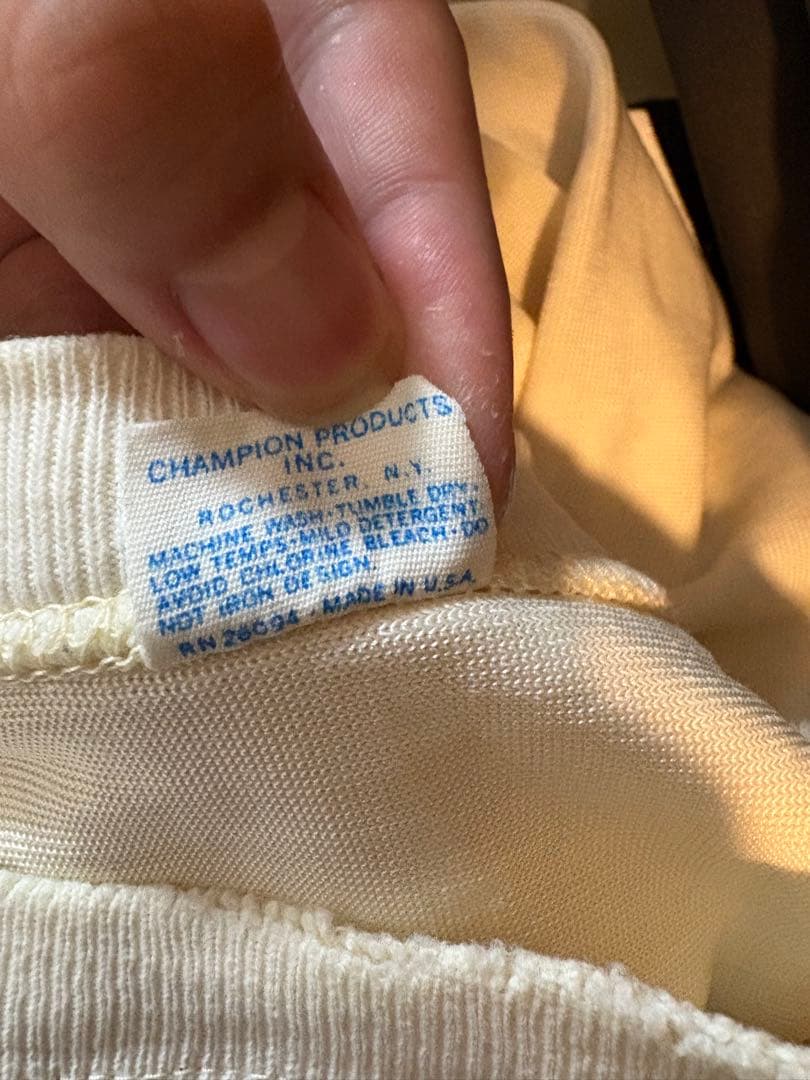 CHAMPION PRODUCTS
INC.
ROCHESTER, N.Y.
MACHINE WASH·TUMBLE DRY,
LOW TEMPS·MILD DETERGENT
AVOID CHLORINE BLEACH·DO
NOT IRON DESIGN.
RN 26094 MADE IN U.S.A.